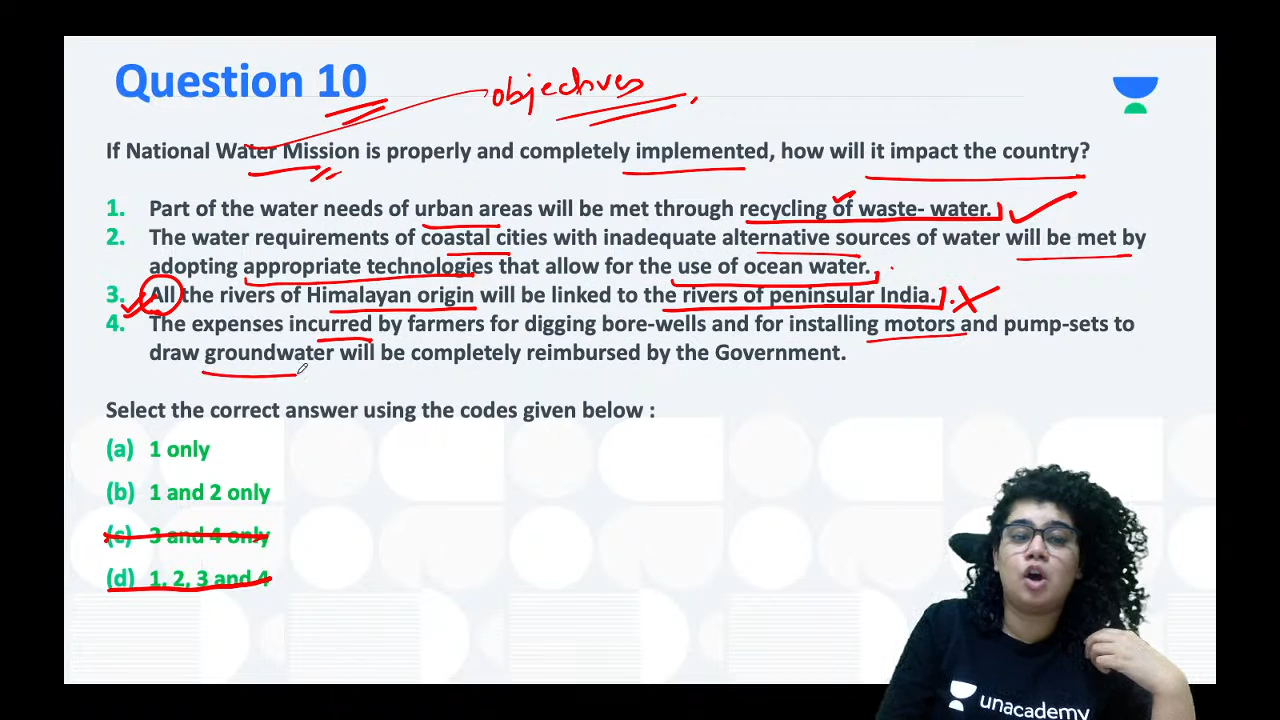 Question 10
objectives
If National Water Mission is properly and completely implemented, how will it impact the country?
1. Part of the water needs of urban areas will be met through recycling of waste- water.
2. The water requirements of coastal cities with inadequate alternative sources of water will be met by
adopting appropriate technologies that allow for the use of ocean water.
3. All the rivers of Himalayan origin will be linked to the rivers of peninsular India.
4. The expenses incurred by farmers for digging bore-wells and for installing motors and pump-sets to
draw groundwater will be completely reimbursed by the Government.
Select the correct answer using the codes given below :
(a) 1 only
(b) 1 and 2 only
(c) 3 and 4 only
(d) 1, 2, 3 and 4
unacademy